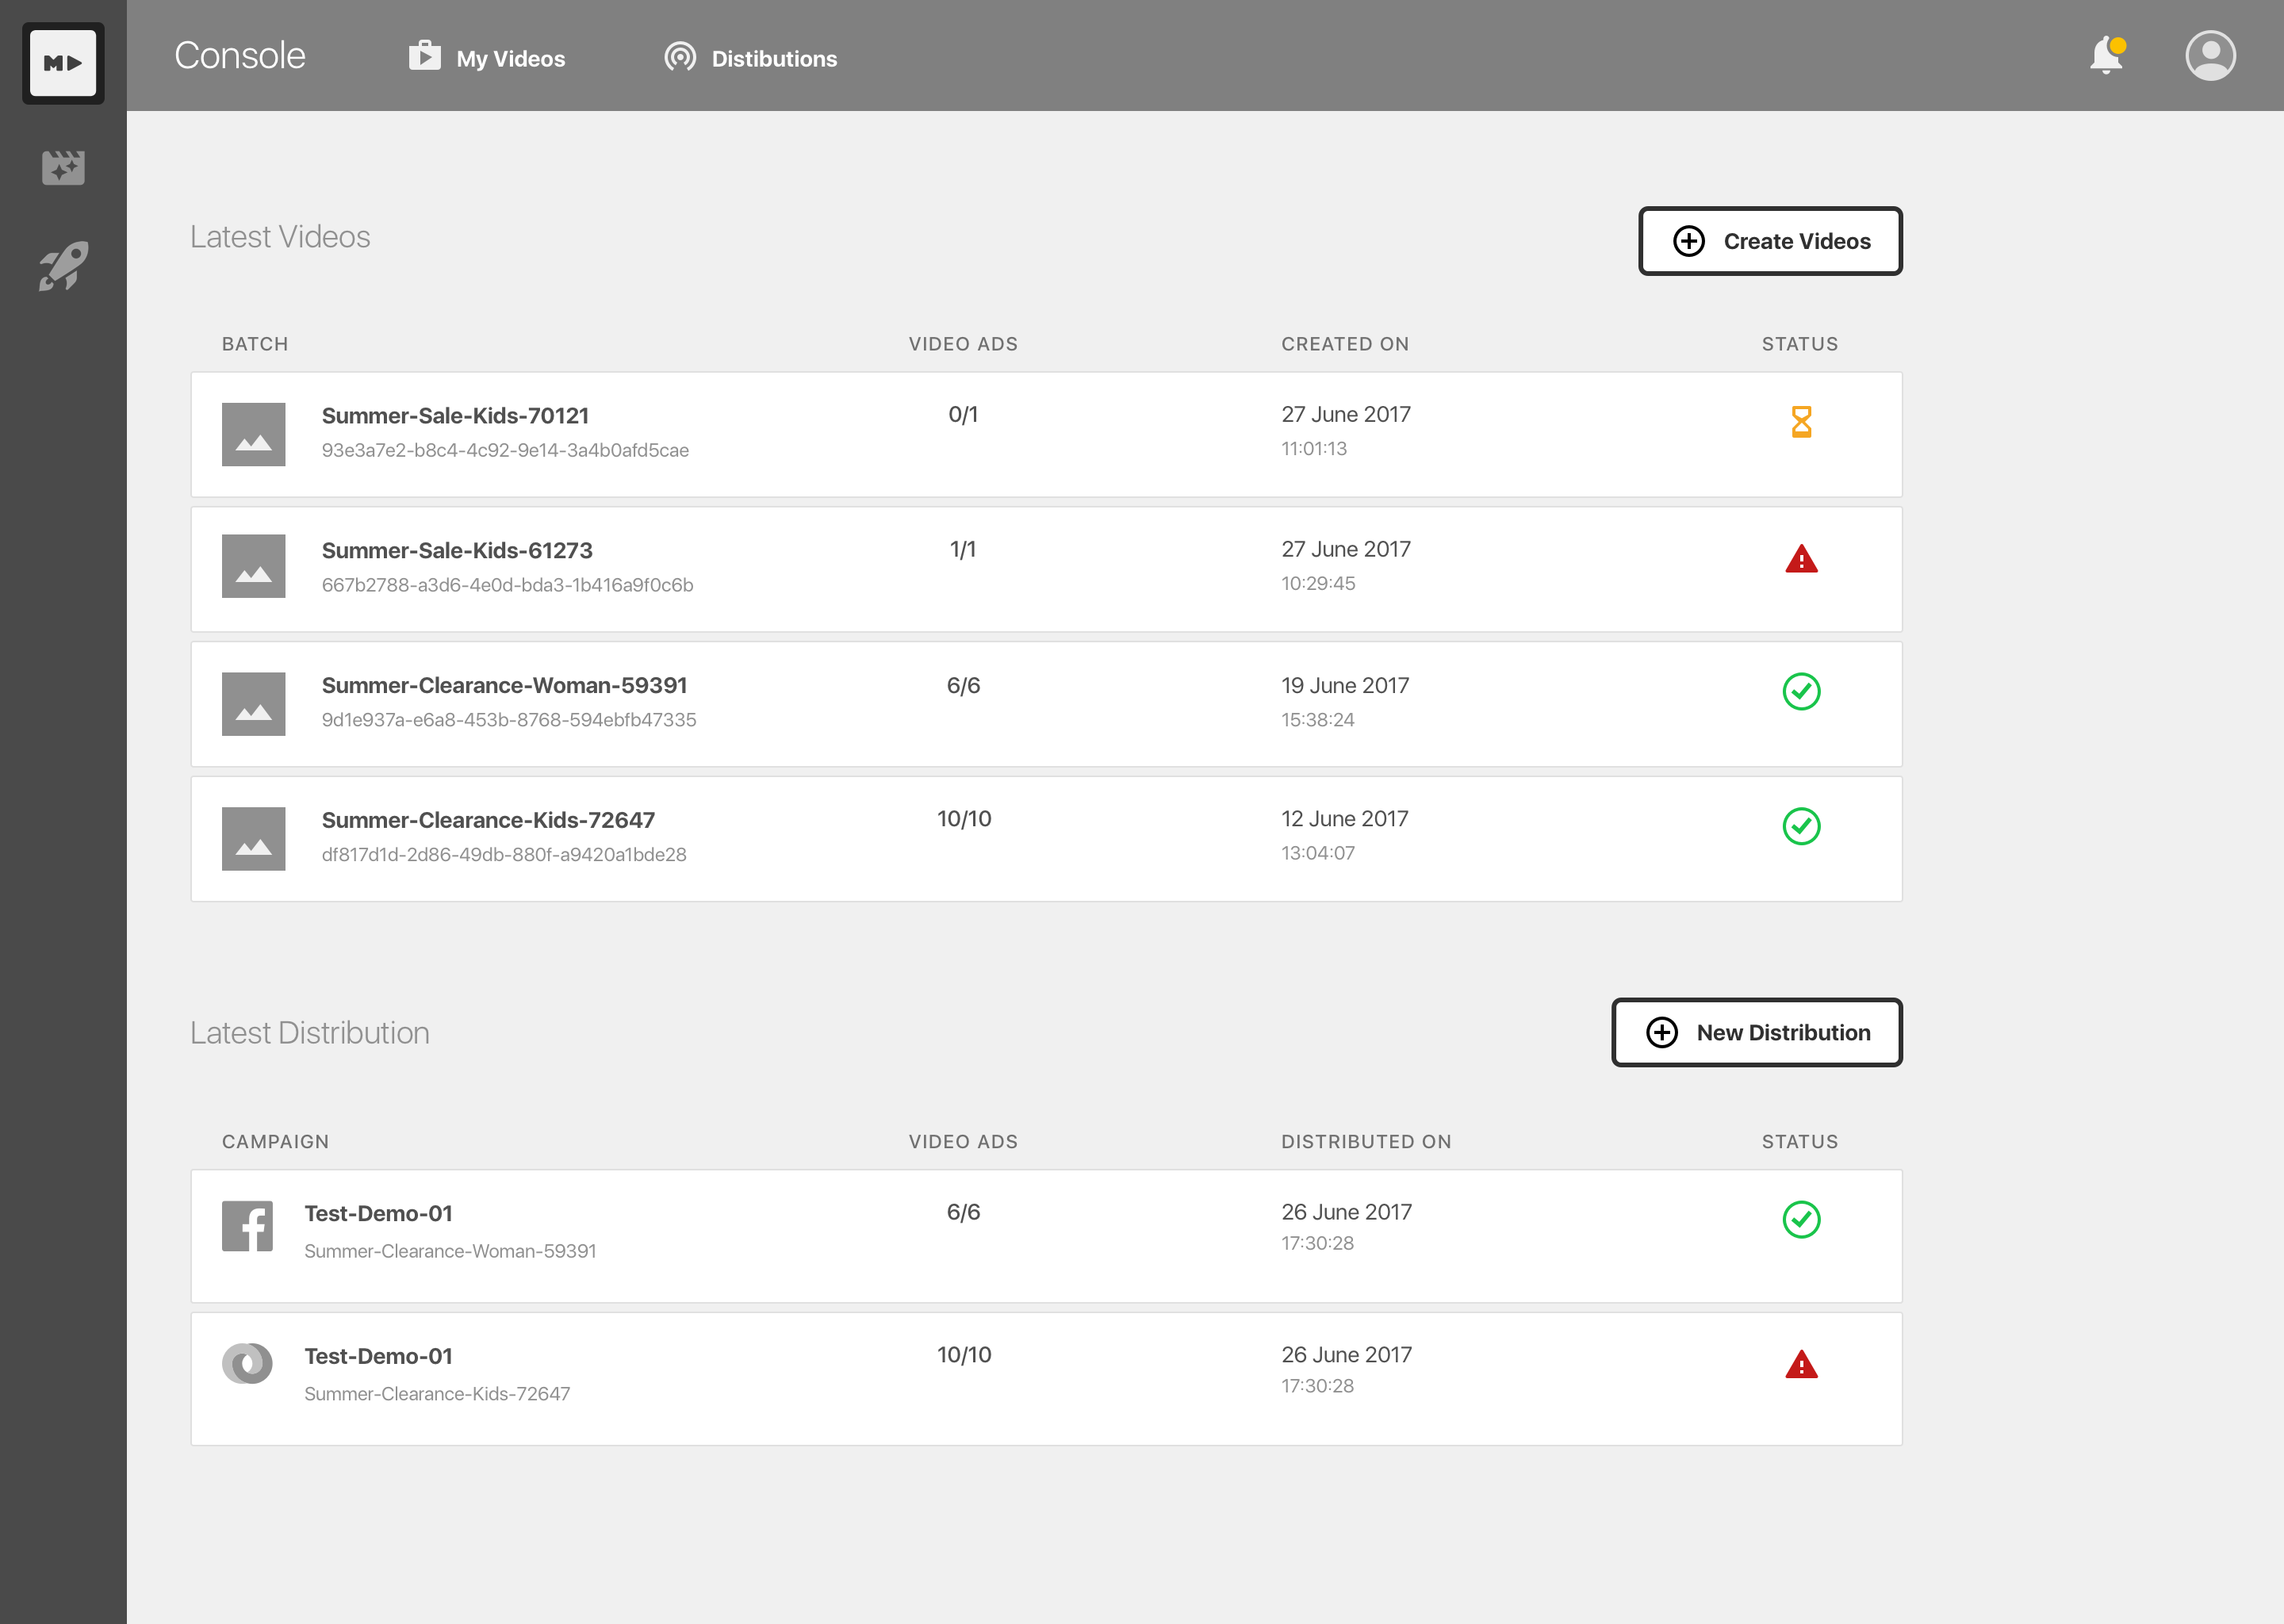 M
Console
My Videos
Distibutions
Latest Videos
Create Videos
BATCH VIDEO ADS CREATED ON STATUS
Summer-Sale-Kids-70121 0/1 27 June 2017
93e3a7e2-b8c4-4c92-9e14-3a4b0afd5cae 11:01:13
Summer-Sale-Kids-61273 1/1 27 June 2017
667b2788-a3d6-4e0d-bda3-1b416a9f0c6b 10:29:45
Summer-Clearance-Woman-59391 6/6 19 June 2017
9d1e937a-e6a8-453b-8768-594ebfb47335 15:38:24
Summer-Clearance-Kids-72647 10/10 12 June 2017
df817d1d-2d86-49db-880f-a9420a1bde28 13:04:07
Latest Distribution
New Distribution
CAMPAIGN VIDEO ADS DISTRIBUTED ON STATUS
Test-Demo-01 6/6 26 June 2017
Summer-Clearance-Woman-59391 17:30:28
Test-Demo-01 10/10 26 June 2017
Summer-Clearance-Kids-72647 17:30:28